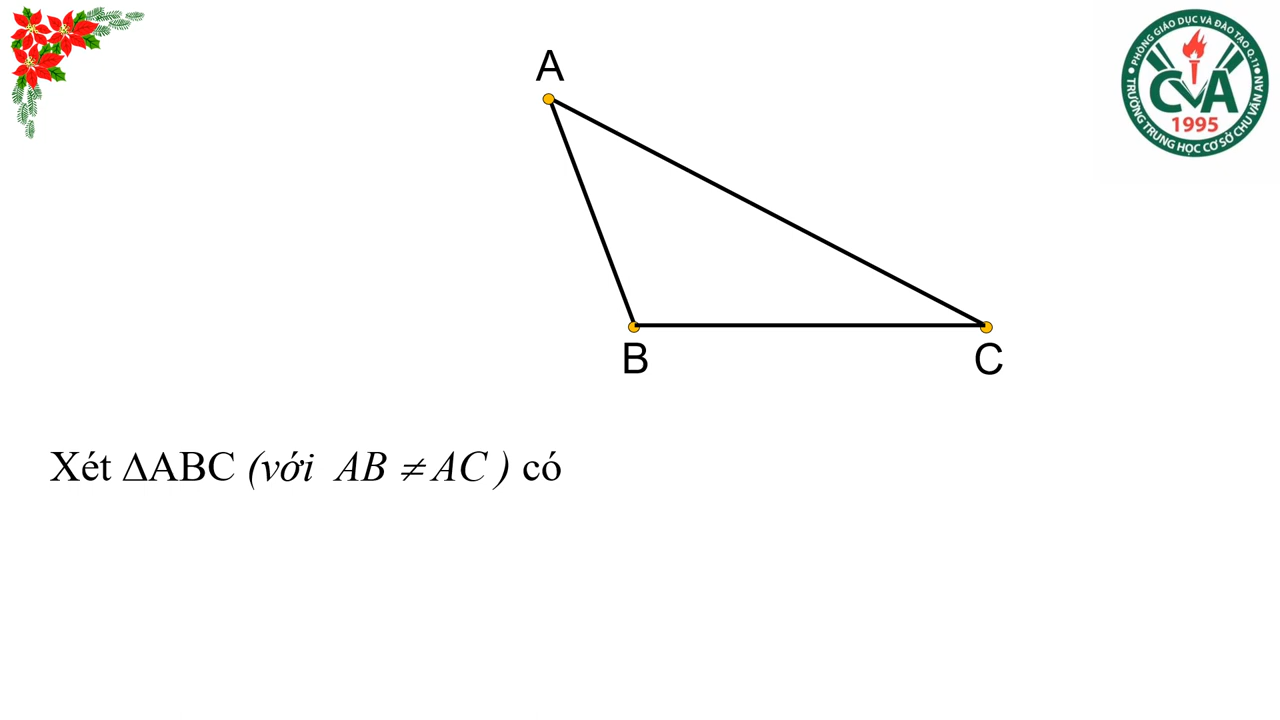 PHÒNG GIÁO DỤC VÀ ĐÀO TẠO Q.11
CVA
1995
TRƯỜNG TRUNG HỌC CƠ SỞ CHU VĂN AN
A
B
C
Xét ΔABC (với AB ≠ AC ) có